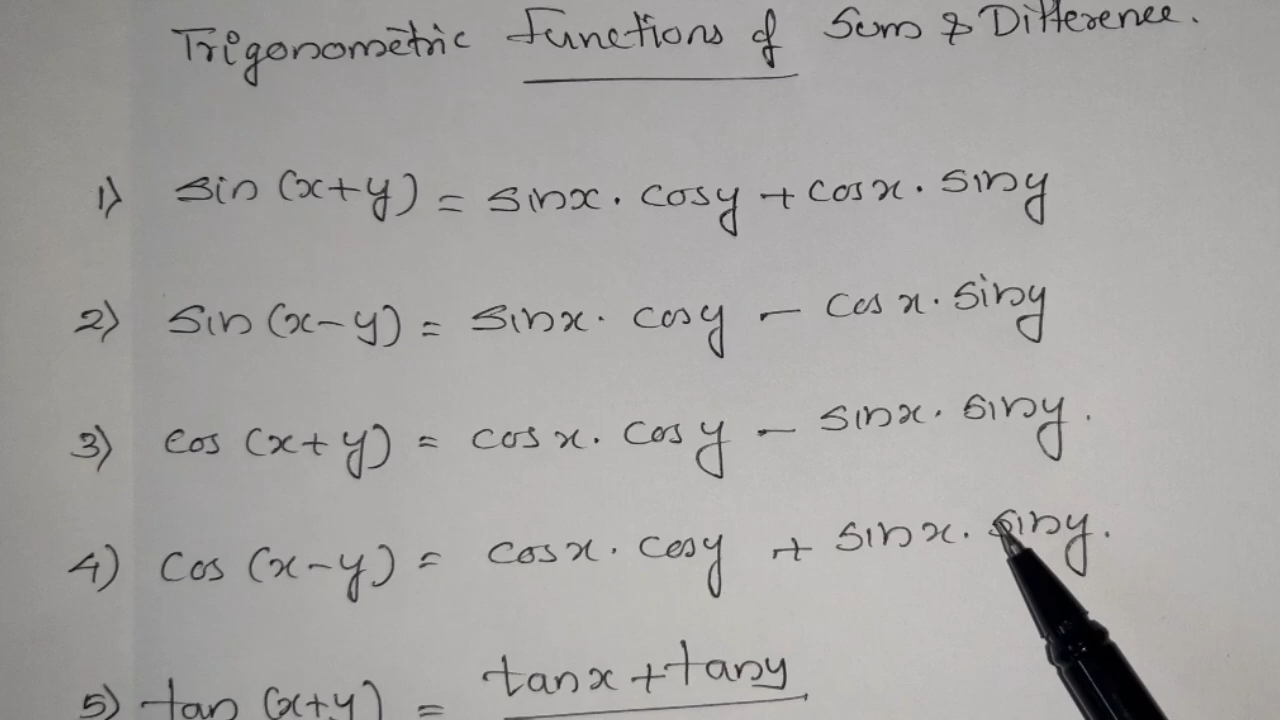 Trigonometric Functions of Sum & Difference.
1) sin (x+y) = sinx. cosy + cosx. siny
2) sin (x-y) = sinx. cosy - cosx. siny
3) cos (x+y) = cosx. cosy - sinx. siny.
4) cos (x-y) = cosx. cosy + sinx. siny.
5) tan (x+y) = tanx + tany